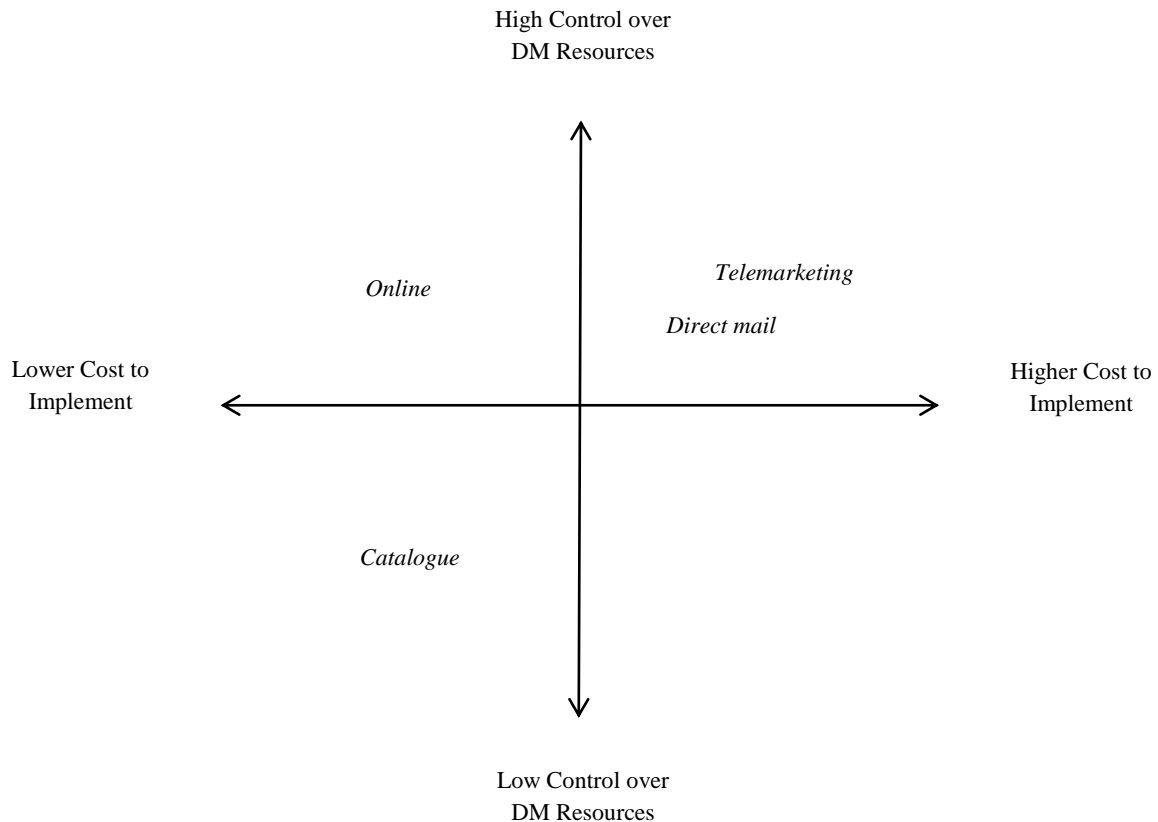 High Control over
DM Resources
Online
Telemarketing
Direct mail
Lower Cost to
Implement
Higher Cost to
Implement
Catalogue
Low Control over
DM Resources